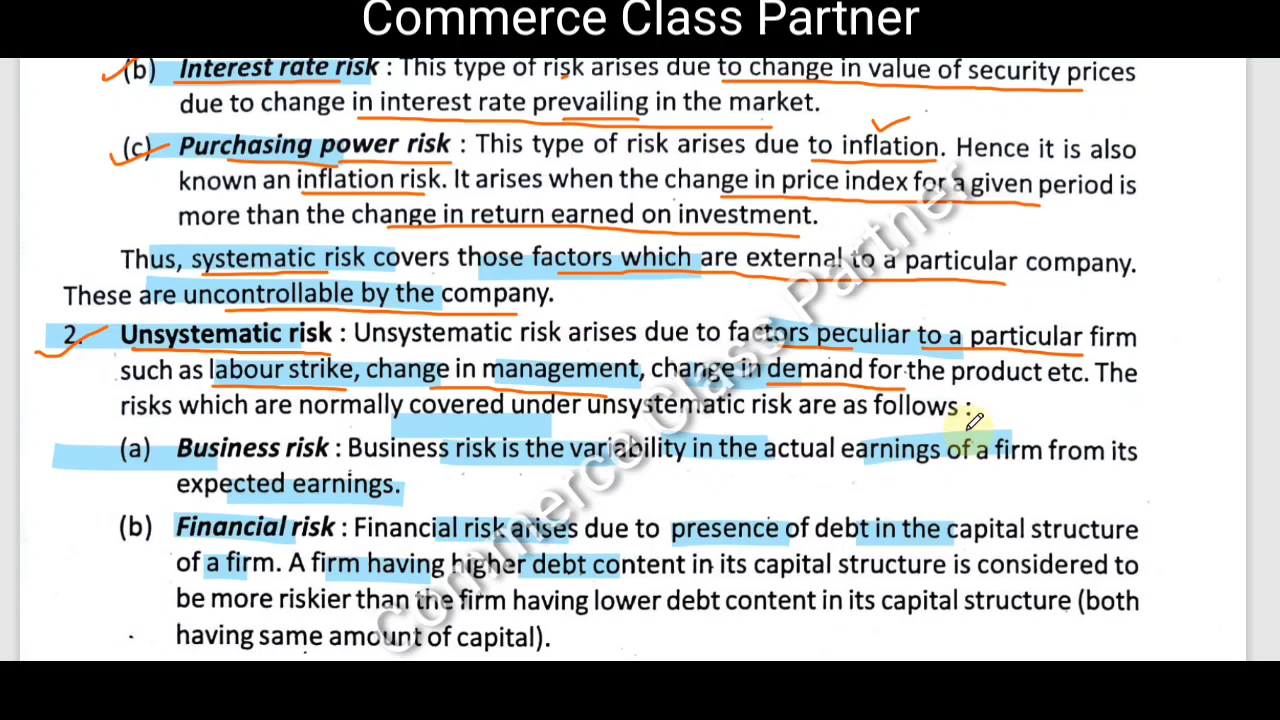 Commerce Class Partner
(b) Interest rate risk : This type of risk arises due to change in value of security prices
due to change in interest rate prevailing in the market.
(c) Purchasing power risk : This type of risk arises due to inflation. Hence it is also
known an inflation risk. It arises when the change in price index for a given period is
more than the change in return earned on investment.
Thus, systematic risk covers those factors which are external to a particular company.
These are uncontrollable by the company.
2. Unsystematic risk : Unsystematic risk arises due to factors peculiar to a particular firm
such as labour strike, change in management, change in demand for the product etc. The
risks which are normally covered under unsystematic risk are as follows :
(a) Business risk : Business risk is the variability in the actual earnings of a firm from its
expected earnings.
(b) Financial risk : Financial risk arises due to presence of debt in the capital structure
of a firm. A firm having higher debt content in its capital structure is considered to
be more riskier than the firm having lower debt content in its capital structure (both
having same amount of capital).
Commerce Class Partner